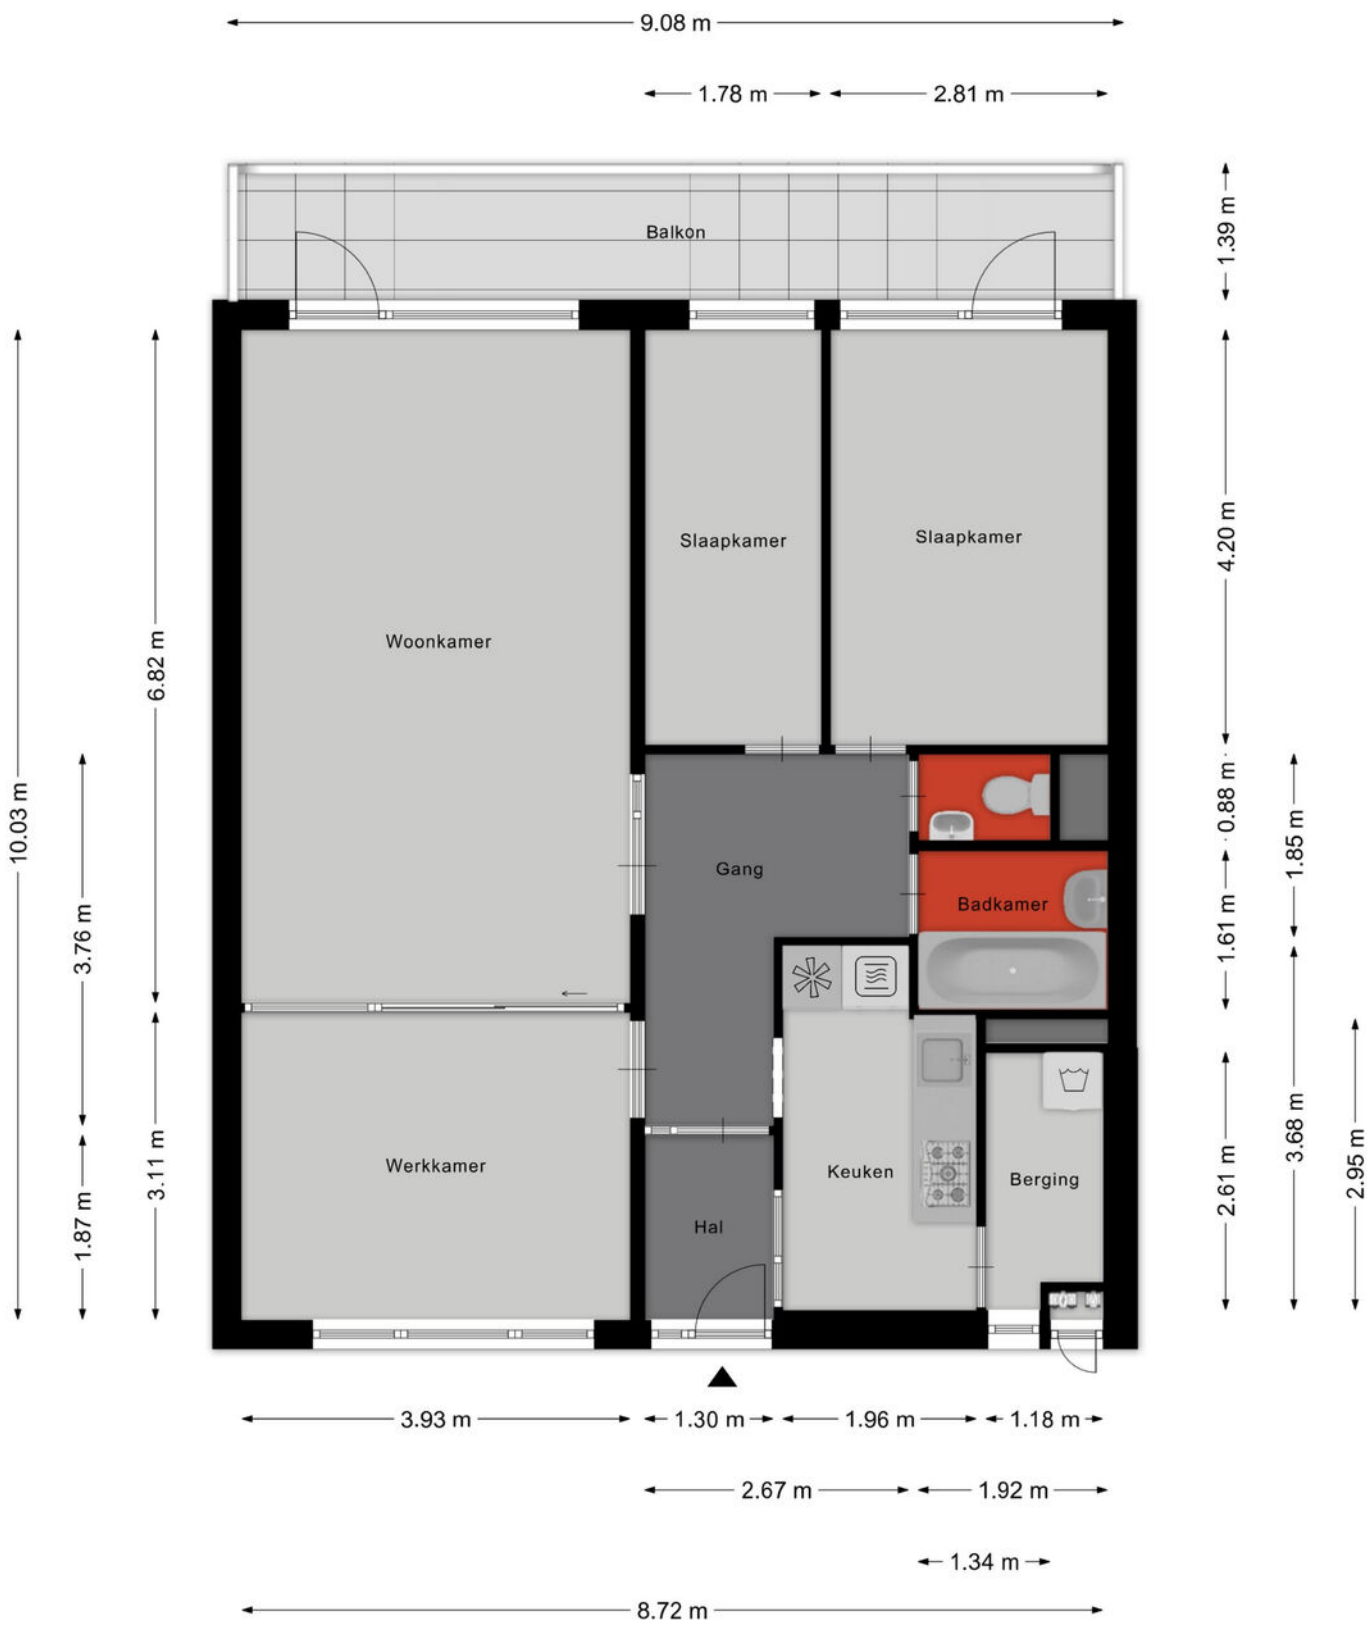 9.08 m
1.78 m
2.81 m
Balkon
1.39 m
Slaapkamer
Slaapkamer
4.20 m
Woonkamer
6.82 m
10.03 m
0.88 m
1.85 m
Gang
Badkamer
3.76 m
1.61 m
Werkkamer
Keuken
Berging
3.11 m
2.61 m
3.68 m
2.95 m
Hal
1.87 m
3.93 m
1.30 m
1.96 m
1.18 m
2.67 m
1.92 m
1.34 m
8.72 m